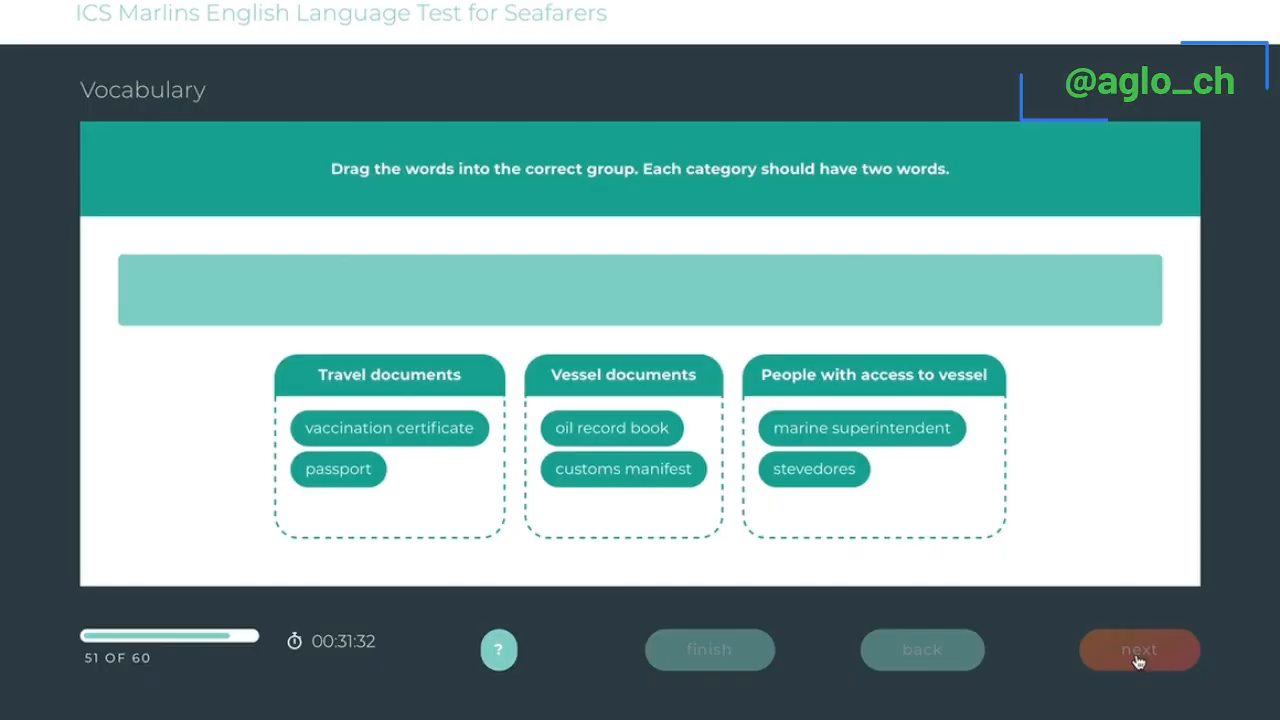 ICS Marlins English Language Test for Seafarers
@aglo_ch
Vocabulary
Drag the words into the correct group. Each category should have two words.
Travel documents
vaccination certificate
passport
Vessel documents
oil record book
customs manifest
People with access to vessel
marine superintendent
stevedores
51 OF 60
00:31:32
?
finish
back
next